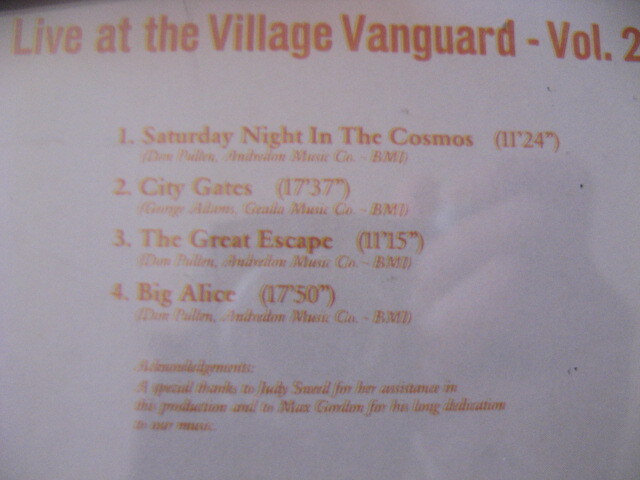 Live at the Village Vanguard - Vol. 2
1. Saturday Night In The Cosmos (11'24")
(Don Pullen, Andredon Music Co. - BMI)
2. City Gates (17'37")
(George Adams, Geada Music Co. - BMI)
3. The Great Escape (11'15")
(Don Pullen, Andredon Music Co. - BMI)
4. Big Alice (17'50")
(Don Pullen, Andredon Music Co. - BMI)
Acknowledgements:
A special thanks to Judy Sneed for her assistance in
this production and to Max Gordon for his long dedication
to our music.